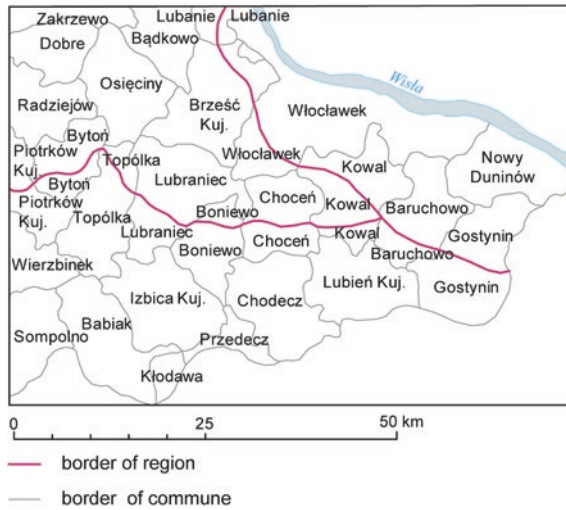 Zakrzewo
Lubanie
Lubanie
Dobre
Bądkowo
Osięciny
Wisła
Radziejów
Brześć
Kuj.
Włocławek
Bytoń
Piotrków
Kuj.
Topólka
Włocławek
Kowal
Nowy
Duninów
Bytoń
Lubraniec
Piotrków
Kuj.
Topólka
Boniewo
Choceń
Kowal
Baruchowo
Lubraniec
Kowal
Gostynin
Boniewo
Choceń
Baruchowo
Wierzbinek
Izbica Kuj.
Chodecz
Lubień Kuj.
Gostynin
Sompolno
Babiak
Przedecz
Kłodawa
0 25 50 km
border of region
border of commune